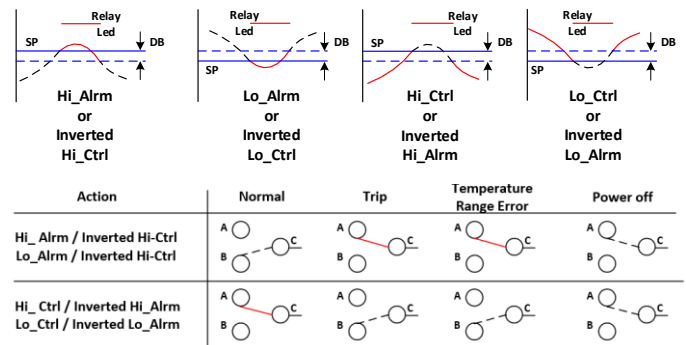 Relay
Led
SP
DB
Hi_Alrm
or
Inverted
Hi_Ctrl
Relay
Led
SP
DB
Lo_Alrm
or
Inverted
Lo_Ctrl
Relay
Led
SP
DB
Hi_Ctrl
or
Inverted
Hi_Alrm
Relay
Led
SP
DB
Lo_Ctrl
or
Inverted
Lo_Alrm
Action Normal Trip Temperature Range Error Power off
Hi_ Alrm / Inverted Hi-Ctrl
Lo_Alrm / Inverted Hi-Ctrl
A B C A B C A B C A B C
Hi_ Ctrl / Inverted Hi_Alrm
Lo_Ctrl / Inverted Lo_Alrm
A B C A B C A B C A B C